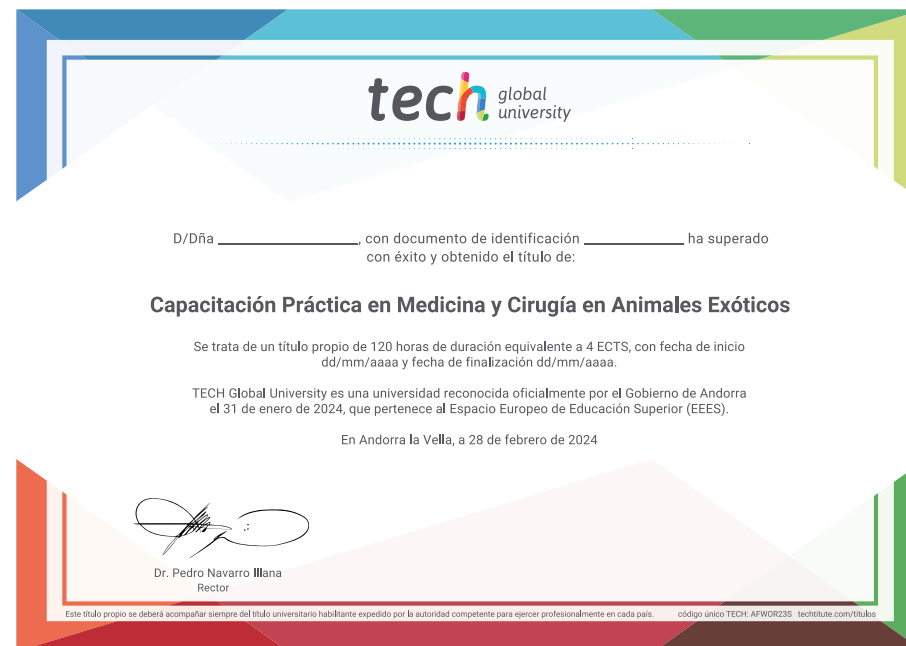 tech global university
D/Dña ____________, con documento de identificación ____________ ha superado
con éxito y obtenido el título de:
Capacitación Práctica en Medicina y Cirugía en Animales Exóticos
Se trata de un título propio de 120 horas de duración equivalente a 4 ECTS, con fecha de inicio
dd/mm/aaaa y fecha de finalización dd/mm/aaaa.
TECH Global University es una universidad reconocida oficialmente por el Gobierno de Andorra
el 31 de enero de 2024, que pertenece al Espacio Europeo de Educación Superior (EEES).
En Andorra la Vella, a 28 de febrero de 2024
Dr. Pedro Navarro Illana
Rector
Este título propio se deberá acompañar siempre del título universitario habilitante expedido por la autoridad competente para ejercer profesionalmente en cada país. código único TECH: AFWOR23S techtitute.com/titulos